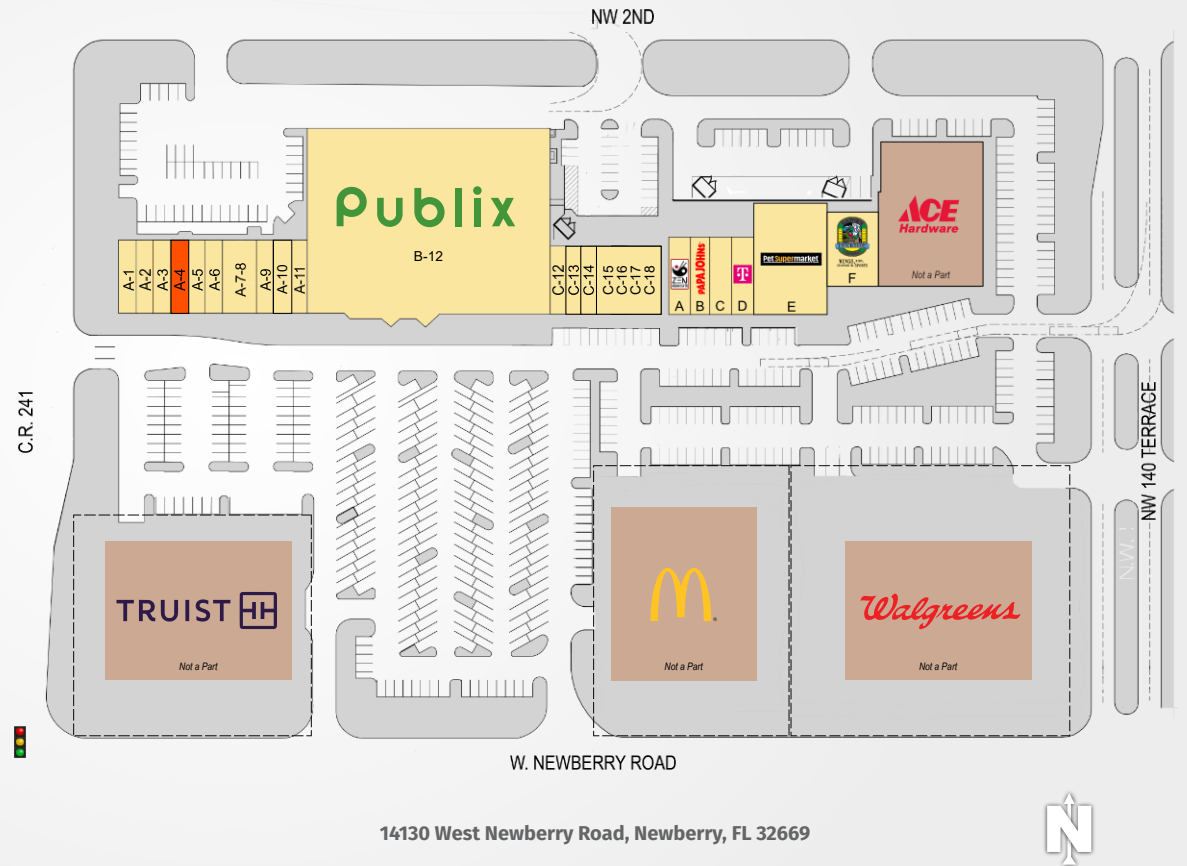 NW 2ND
Publix
B-12
A-1
A-2
A-3
A-4
A-5
A-6
A-7-8
A-9
A-10
A-11
C-12
C-13
C-14
C-15
C-16
C-17
C-18
ZEN
A
PAPA JOHNS
B
C
T
D
Pet Supermarket
E
F
ACE
Hardware
Not a Part
C.R. 241
NW 140 TERRACE
N.W. 1
TRUIST
Not a Part
M
Not a Part
Walgreens
Not a Part
W. NEWBERRY ROAD
14130 West Newberry Road, Newberry, FL 32669
N